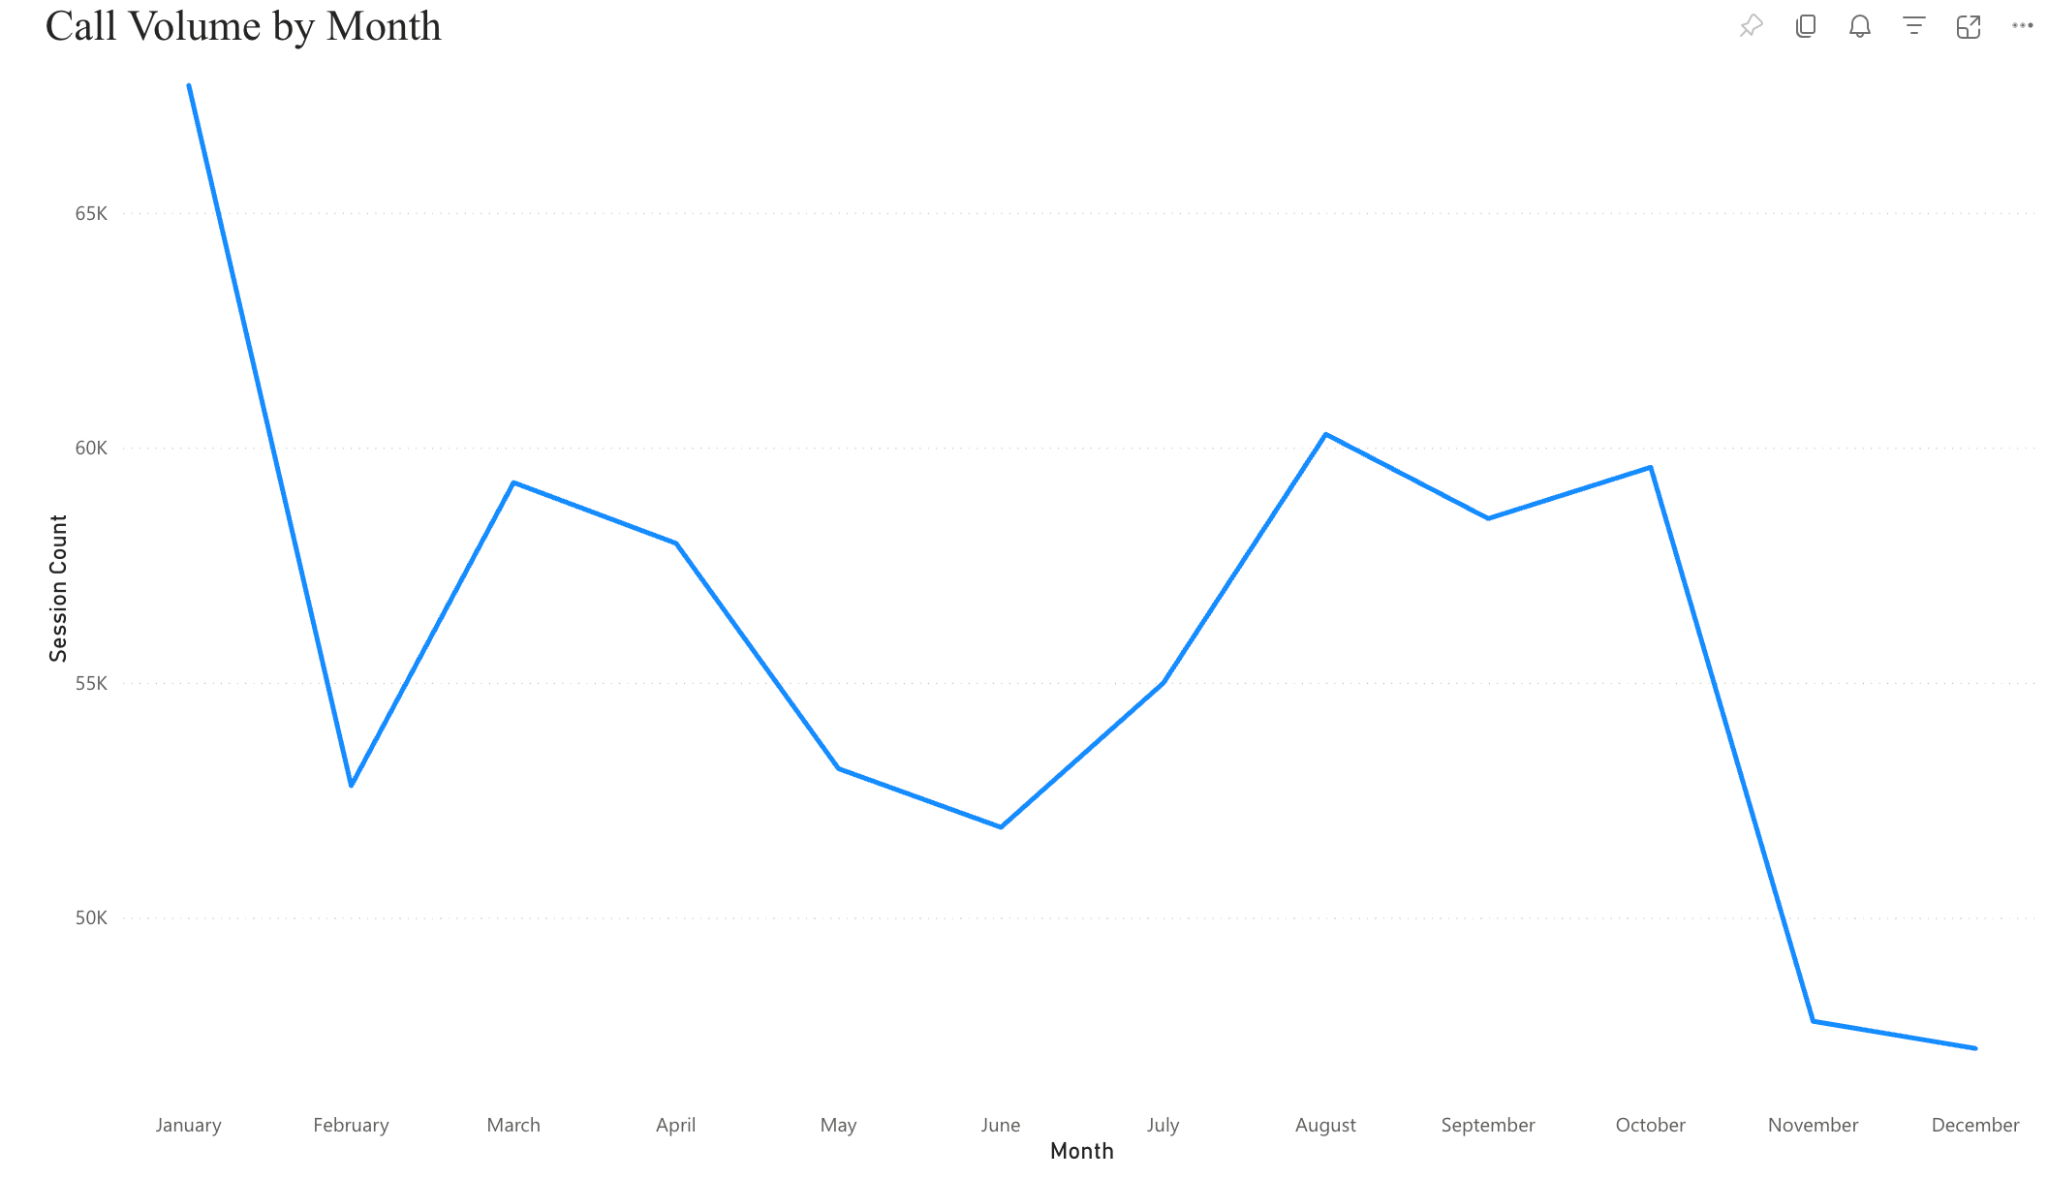 Call Volume by Month
65K
60K
55K
50K
Session Count
January February March April May June July August September October November December
Month